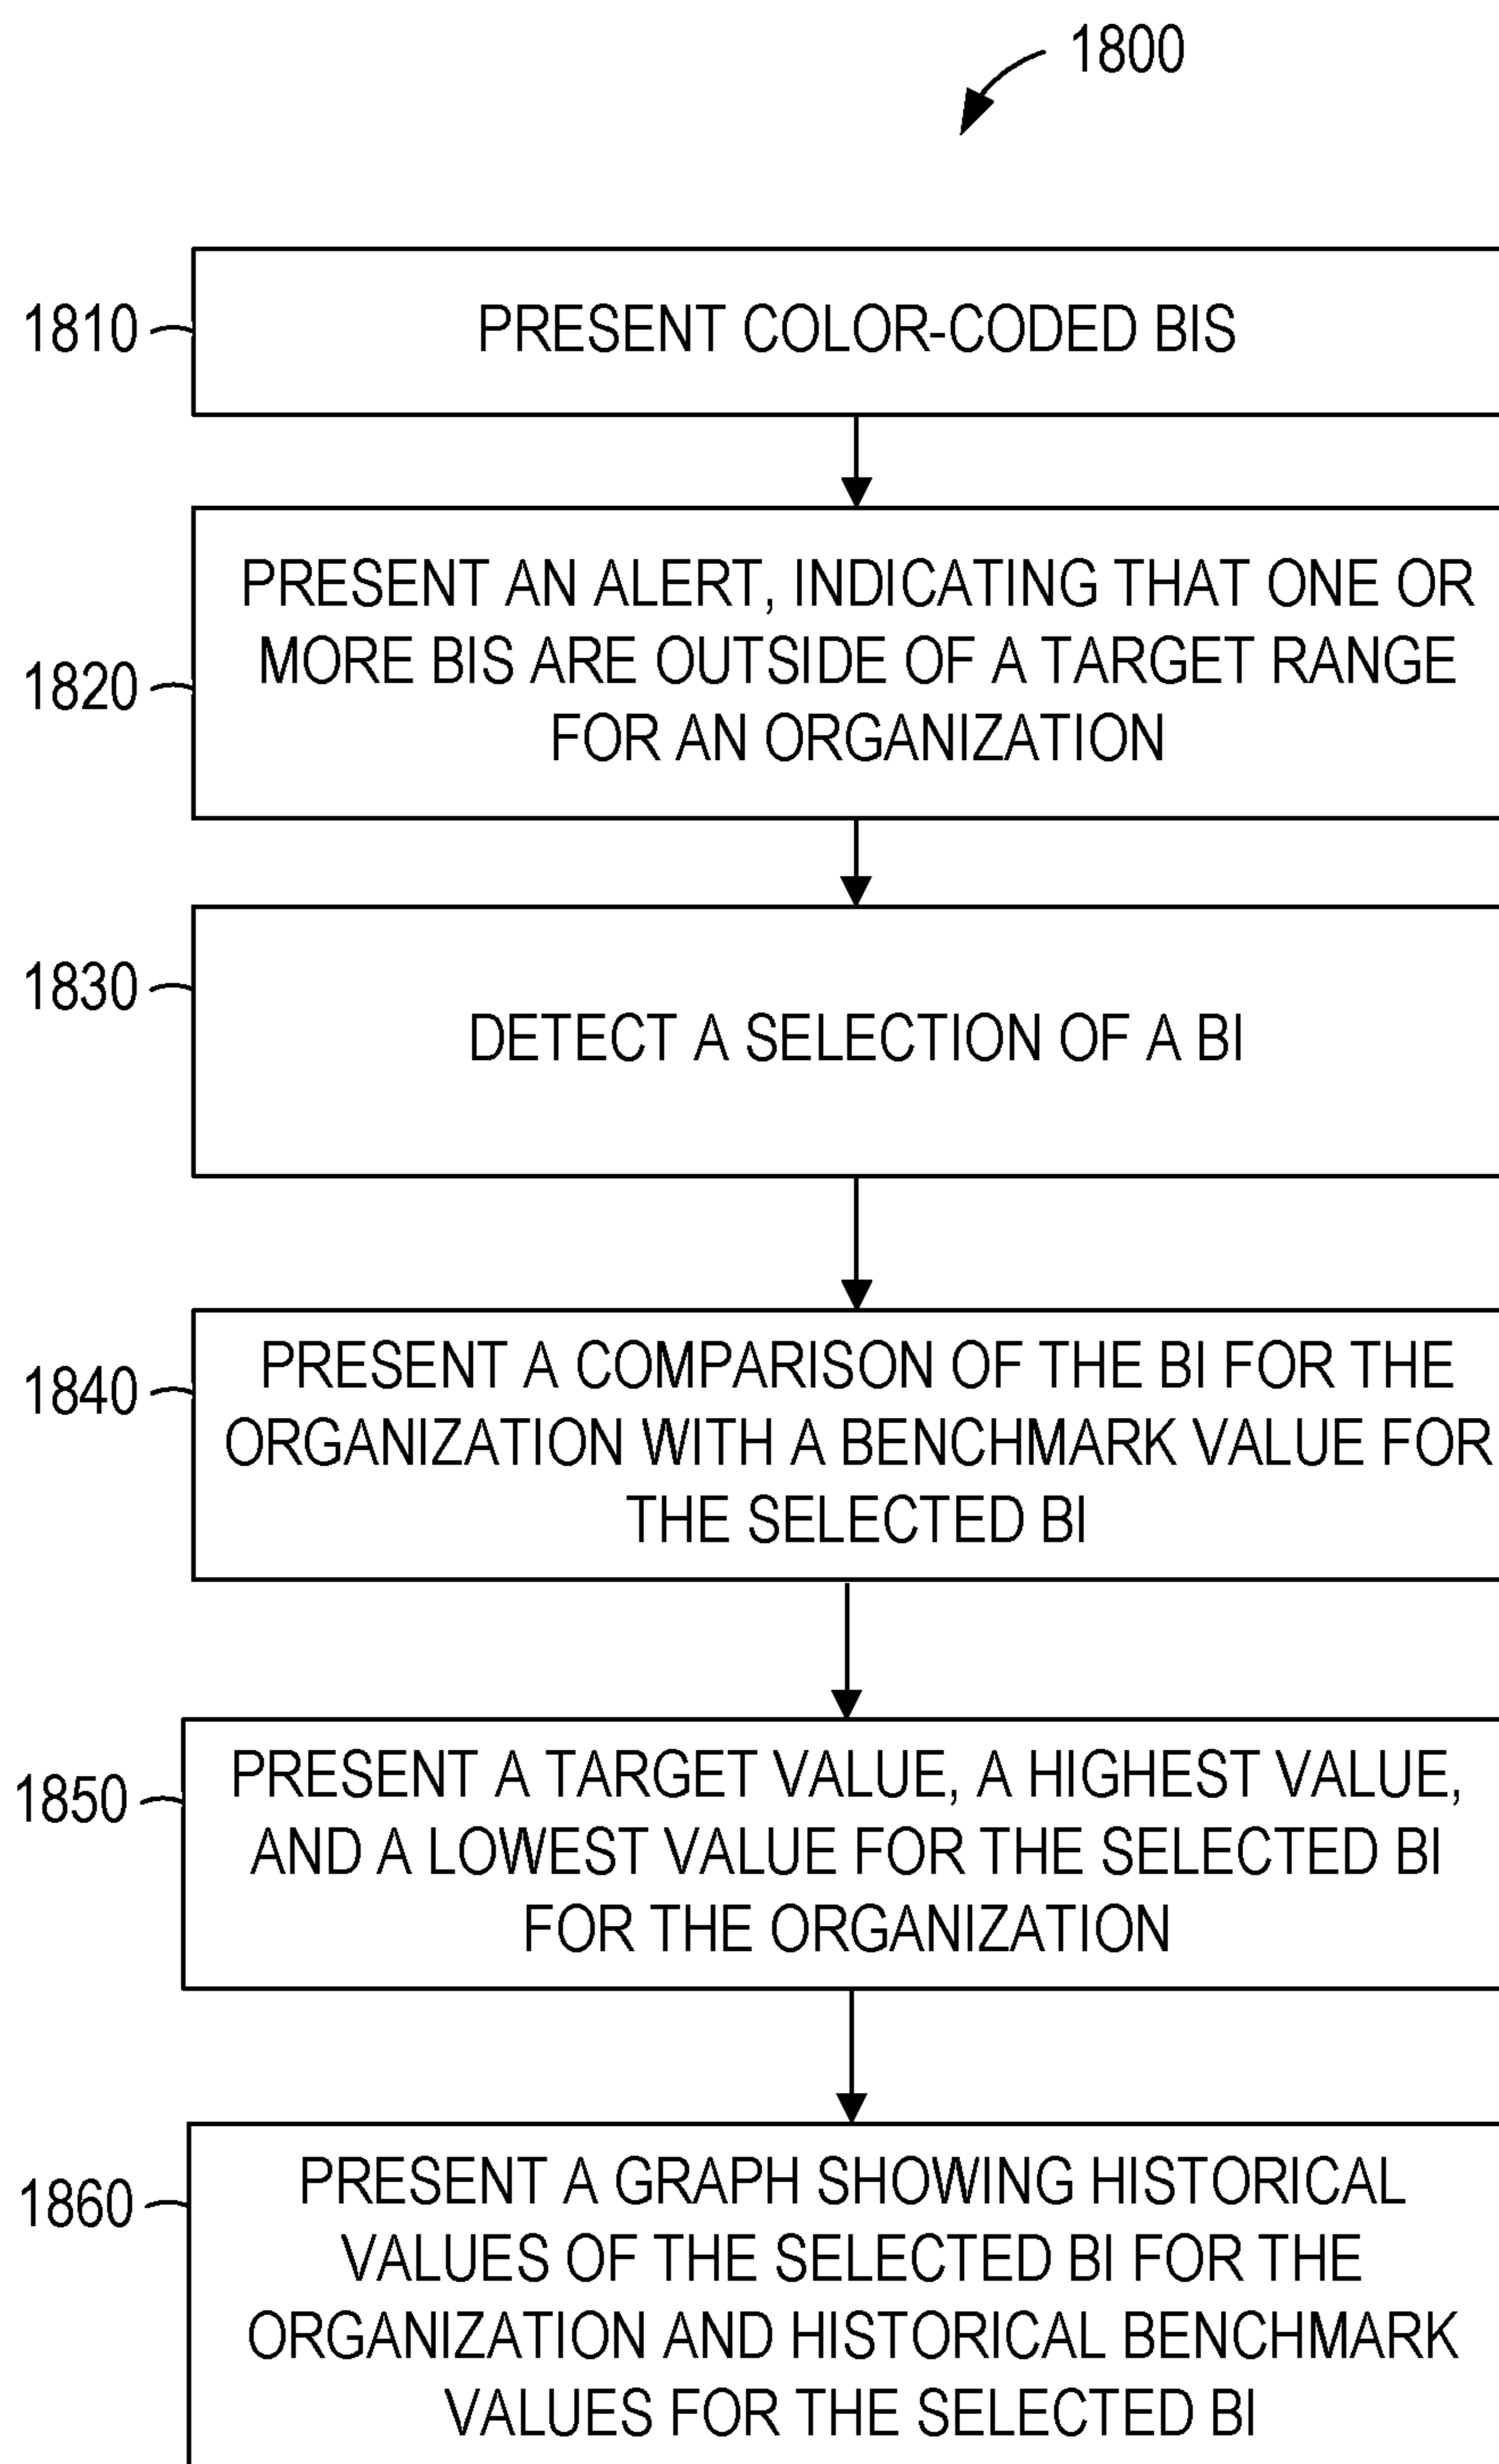 1800
1810
PRESENT COLOR-CODED BIS
PRESENT AN ALERT, INDICATING THAT ONE OR
MORE BIS ARE OUTSIDE OF A TARGET RANGE
FOR AN ORGANIZATION
1820
1830
DETECT A SELECTION OF A BI
1840
PRESENT A COMPARISON OF THE BI FOR THE
ORGANIZATION WITH A BENCHMARK VALUE FOR
THE SELECTED BI
1850
PRESENT A TARGET VALUE, A HIGHEST VALUE,
AND A LOWEST VALUE FOR THE SELECTED BI
FOR THE ORGANIZATION
1860
PRESENT A GRAPH SHOWING HISTORICAL
VALUES OF THE SELECTED BI FOR THE
ORGANIZATION AND HISTORICAL BENCHMARK
VALUES FOR THE SELECTED BI